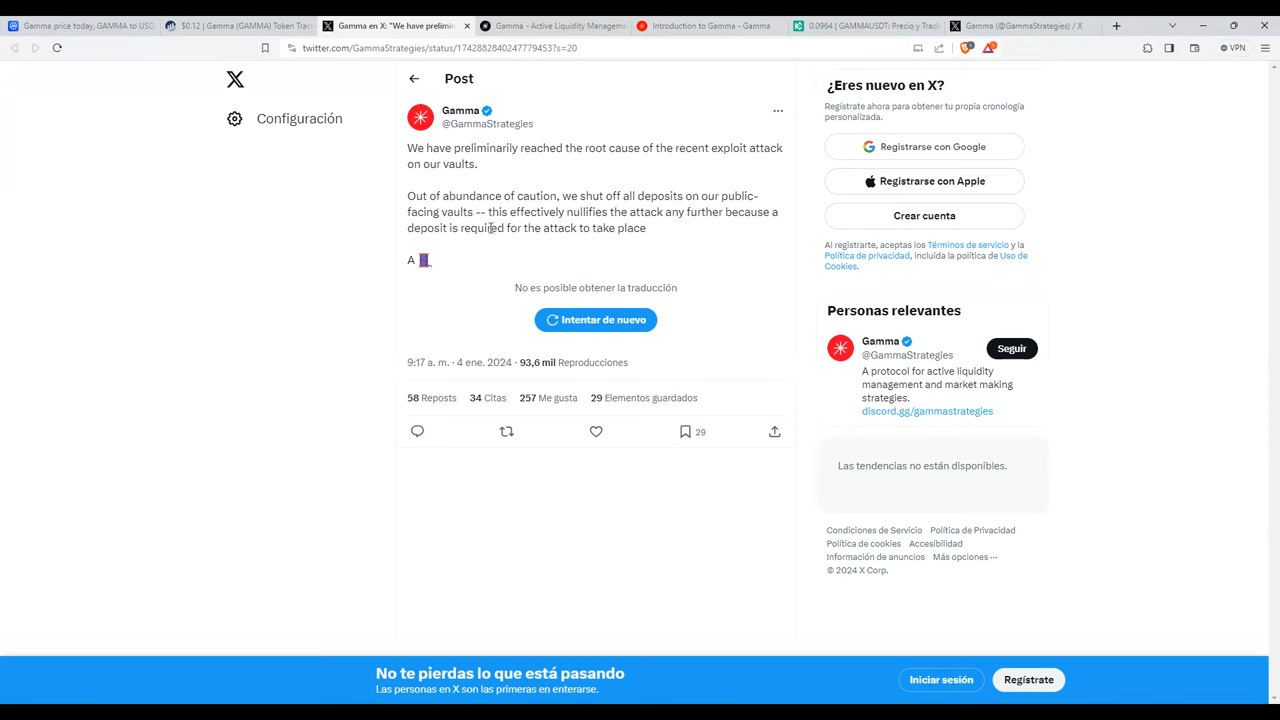 Gamma price today, GAMMA to USD
$0.12 | Gamma (GAMMA) Token Track
Gamma en X: "We have prelimin
Gamma - Active Liquidity Manageme
Introduction to Gamma - Gamma
0.0964 | GAMMAUSDT: Precio y Tradi
Gamma (@GammaStrategies) / X
twitter.com/GammaStrategies/status/1742882840247779453?s=20
VPN
Configuración
Post
Gamma
@GammaStrategies
We have preliminarily reached the root cause of the recent exploit attack
on our vaults.
Out of abundance of caution, we shut off all deposits on our public-
facing vaults -- this effectively nullifies the attack any further because a
deposit is required for the attack to take place
A
No es posible obtener la traducción
Intentar de nuevo
9:17 a. m. · 4 ene. 2024 · 93,6 mil Reproducciones
58 Reposts 34 Citas 257 Me gusta 29 Elementos guardados
29
¿Eres nuevo en X?
Regístrate ahora para obtener tu propia cronología
personalizada.
Registrarse con Google
Registrarse con Apple
Crear cuenta
Al registrarte, aceptas los Términos de servicio y la
Política de privacidad, incluida la política de Uso de
Cookies.
Personas relevantes
Gamma
@GammaStrategies
Seguir
A protocol for active liquidity
management and market making
strategies.
discord.gg/gammastrategies
Las tendencias no están disponibles.
Condiciones de Servicio Política de Privacidad
Política de cookies Accesibilidad
Información de anuncios Más opciones ···
© 2024 X Corp.
No te pierdas lo que está pasando
Las personas en X son las primeras en enterarse.
Iniciar sesión
Regístrate